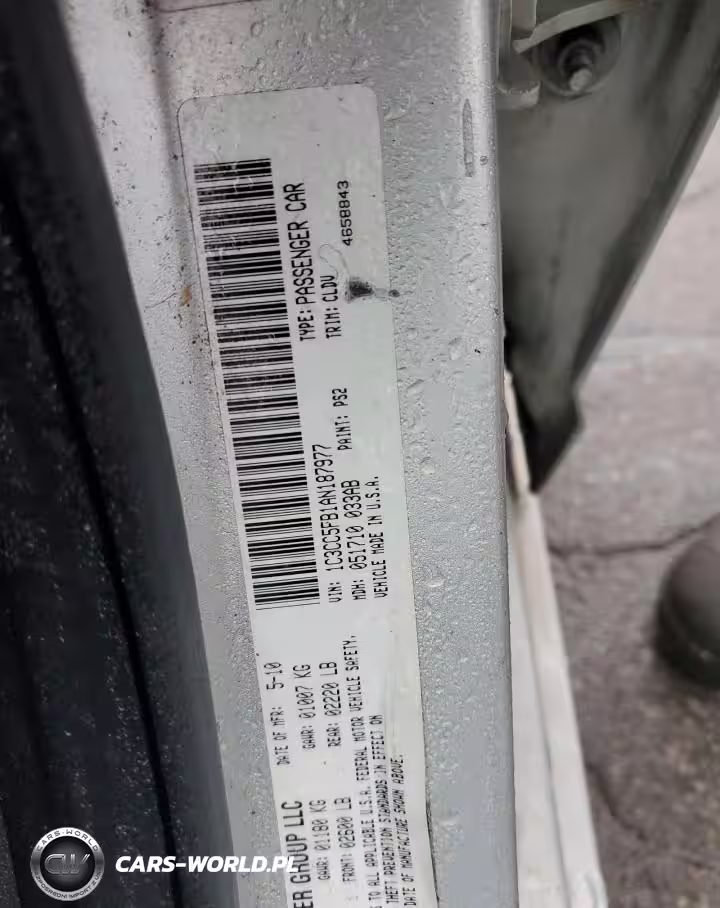 ER GROUP LLC
DATE OF MFR: 5-10
GAWR: 01180 KG
GAWR: 01007 KG
FRONT: 02600 LB
REAR: 02220 LB
S TO ALL APPLICABLE U.S.A. FEDERAL MOTOR VEHICLE SAFETY,
THEFT PREVENTION STANDARDS IN EFFECT ON
DATE OF MANUFACTURE SHOWN ABOVE.
VIN: 1C3CC5FB1AN187977
TYPE: PASSENGER CAR
MDH: 051710 033AB
PAINT: PS2
TRIM: CLDV
4658843
VEHICLE MADE IN U.S.A.
CW
CARS-WORLD.PL